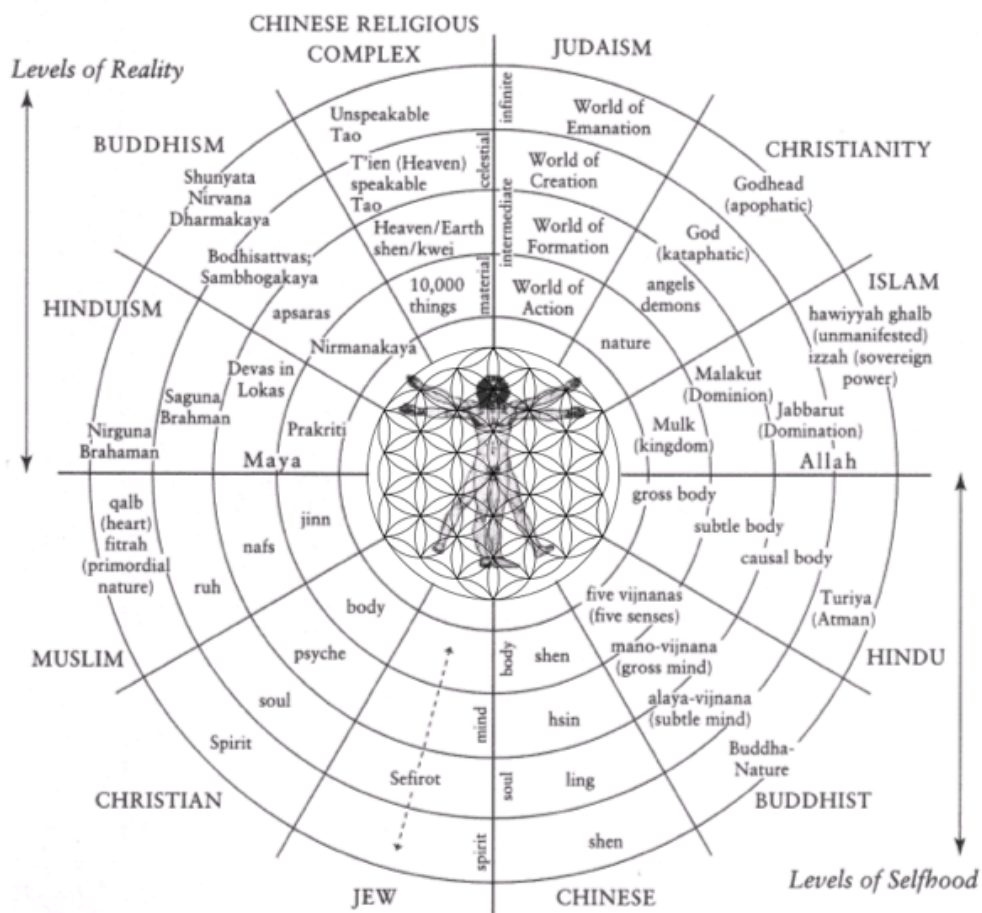 CHINESE RELIGIOUS
COMPLEX
JUDAISM
Levels of Reality
infinite
Unspeakable
Tao
World of
Emanation
BUDDHISM
CHRISTIANITY
celestial
T'ien (Heaven)
speakable
Tao
World of
Creation
Shunyata
Nirvana
Dharmakaya
Godhead
(apophatic)
intermediate
Heaven/Earth
shen/kwei
World of
Formation
God
(kataphatic)
Bodhisattvas;
Sambhogakaya
ISLAM
material
10,000
things
World of
Action
angels
demons
HINDUISM
apsaras
hawiyyah ghalb
(unmanifested)
izzah (sovereign
power)
Nirmanakaya
nature
Devas in
Lokas
Malakut
(Dominion)
Saguna
Brahman
Jabbarut
(Domination)
Nirguna
Brahaman
Prakriti
Mulk
(kingdom)
Maya
Allah
qalb
(heart)
fitrah
(primordial
nature)
jinn
gross body
nafs
subtle body
causal body
ruh
Turiya
(Atman)
body
five vijnanas
(five senses)
MUSLIM
psyche
body
shen
mano-vijnana
(gross mind)
HINDU
soul
mind
hsin
alaya-vijnana
(subtle mind)
Spirit
Buddha-
Nature
Sefirot
soul
ling
CHRISTIAN
BUDDHIST
spirit
shen
Levels of Selfhood
JEW
CHINESE